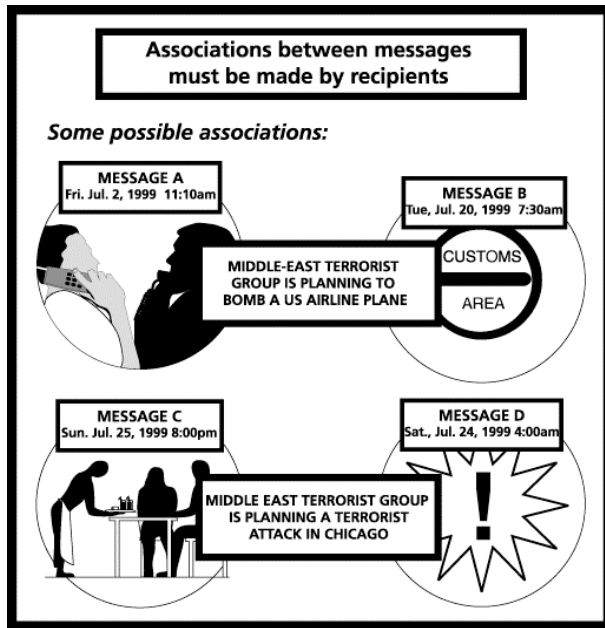 Associations between messages
must be made by recipients
Some possible associations:
MESSAGE A
Fri. Jul. 2, 1999 11:10am
MESSAGE B
Tue, Jul. 20, 1999 7:30am
MIDDLE-EAST TERRORIST
GROUP IS PLANNING TO
BOMB A US AIRLINE PLANE
CUSTOMS
AREA
MESSAGE C
Sun. Jul. 25, 1999 8:00pm
MESSAGE D
Sat., Jul. 24, 1999 4:00am
MIDDLE EAST TERRORIST GROUP
IS PLANNING A TERRORIST
ATTACK IN CHICAGO
!